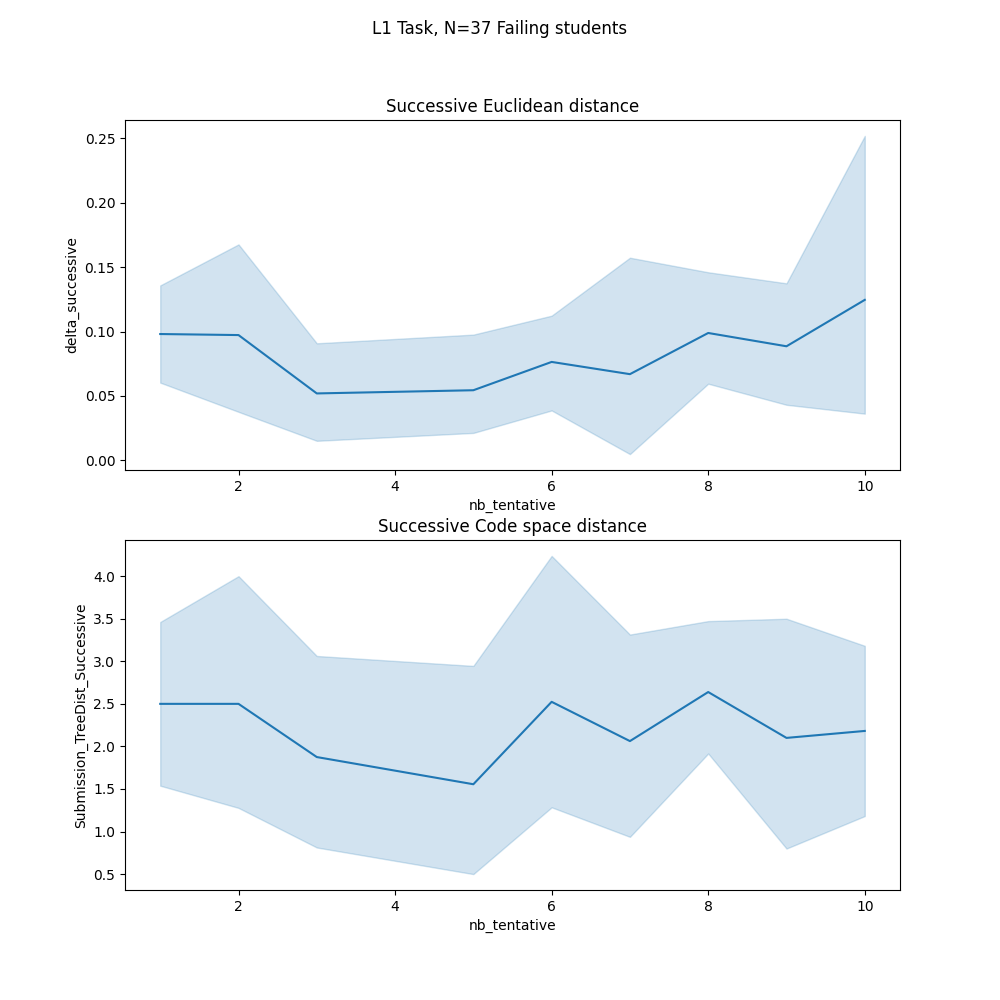 L1 Task, N=37 Failing students
Successive Euclidean distance
0.25
0.20
0.15
0.10
0.05
0.00
delta_successive
2 4 6 8 10
nb_tentative
Successive Code space distance
4.0
3.5
3.0
2.5
2.0
1.5
1.0
0.5
Submission_TreeDist_Successive
2 4 6 8 10
nb_tentative